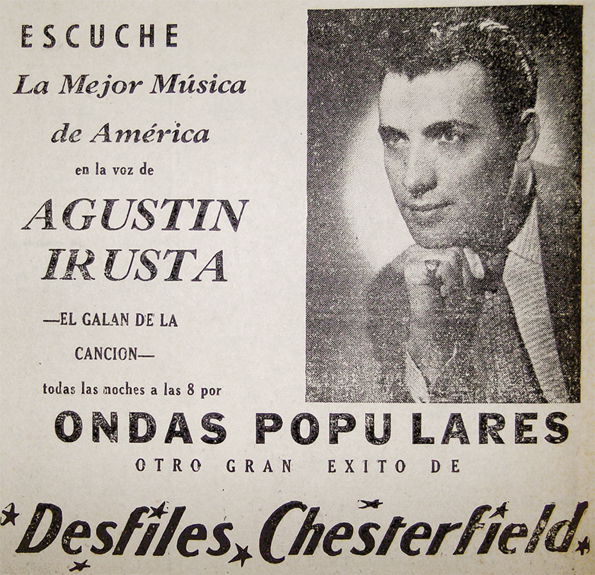 ESCUCHE
La Mejor Música
de América
en la voz de
AGUSTIN
IRUSTA
—EL GALAN DE LA
CANCION—
todas las noches a las 8 por
ONDAS POPULARES
OTRO GRAN EXITO DE
Desfiles Chesterfield